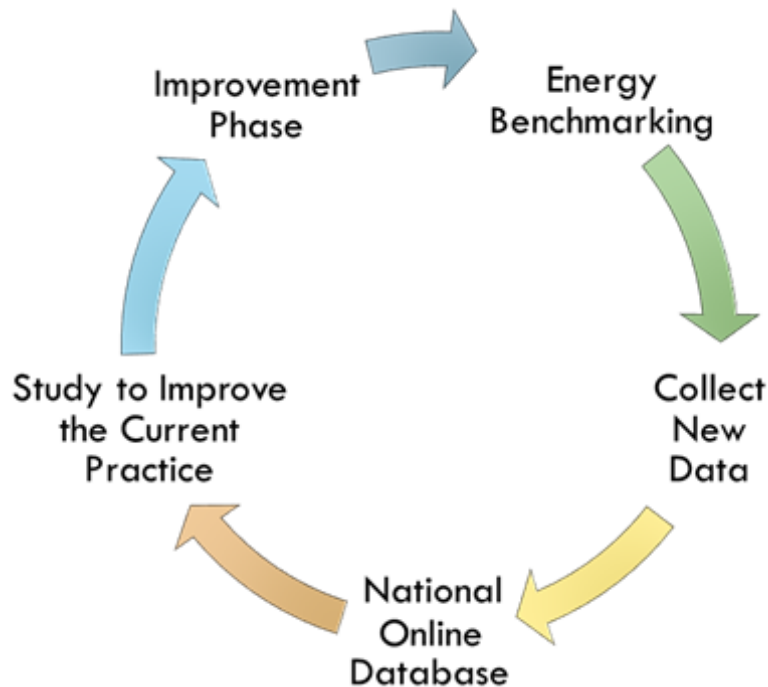 Improvement
Phase
Energy
Benchmarking
Collect
New
Data
National
Online
Database
Study to Improve
the Current
Practice